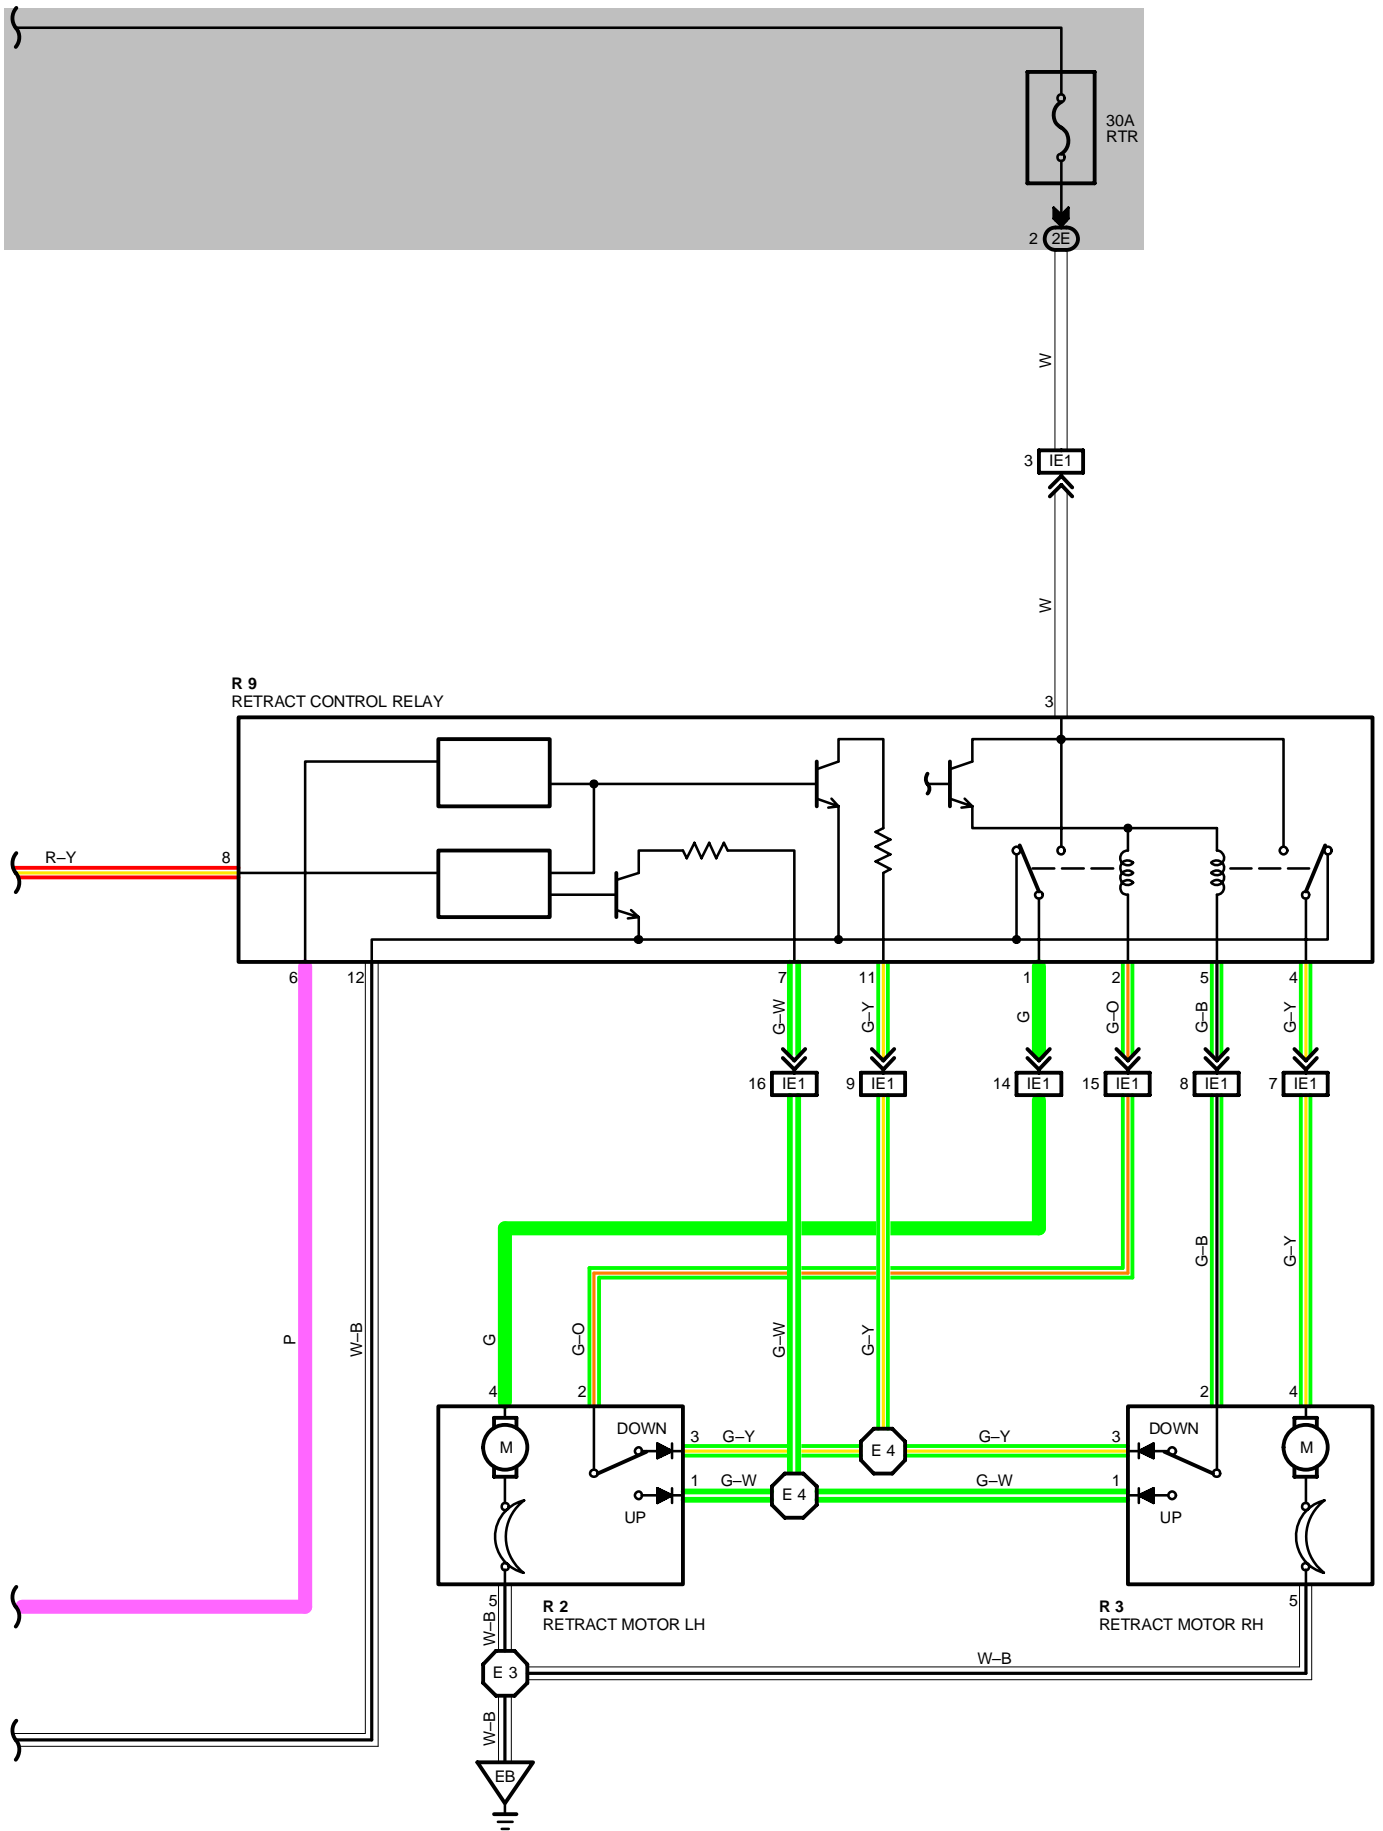 30A
RTR
2 2E
W
3 IE1
W
R 9
RETRACT CONTROL RELAY
3
R–Y
8
6 12 7 11 1 2 5 4
G–W G–Y G G–O G–B G–Y
16 IE1 9 IE1 14 IE1 15 IE1 8 IE1 7 IE1
G–B G–Y
P W–B G G–O G–W G–Y
4 2 2 4
DOWN DOWN
M 3 G–Y E 4 G–Y 3 M
1 G–W E 4 G–W 1
UP UP
5 R 2 R 3 5
RETRACT MOTOR LH RETRACT MOTOR RH
W–B
W–B
E 3
W–B
EB